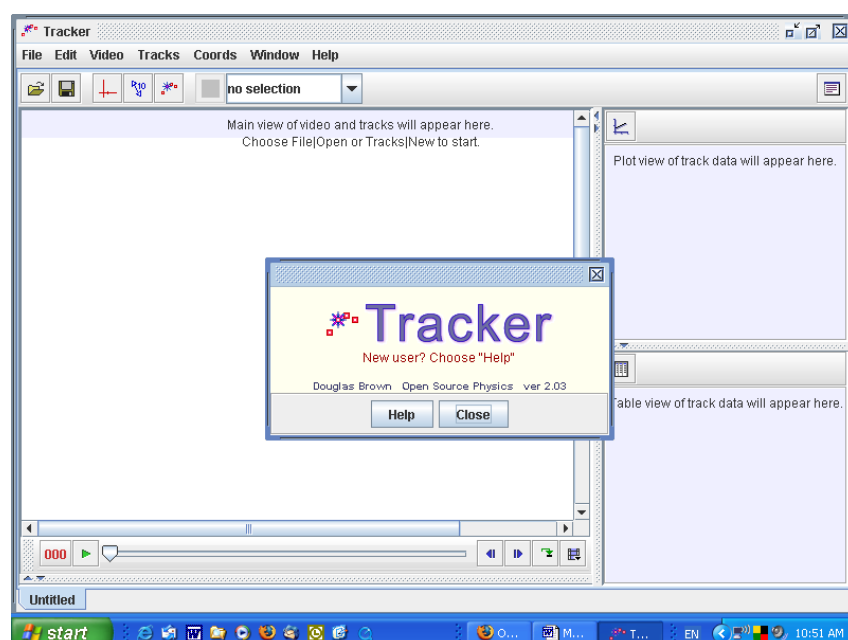 Tracker
File Edit Video Tracks Coords Window Help
no selection
Main view of video and tracks will appear here.
Choose File|Open or Tracks|New to start.
Plot view of track data will appear here.
Tracker
New user? Choose "Help"
Douglas Brown Open Source Physics ver 2.03
Help Close
Table view of track data will appear here.
000
Untitled
start O... M... T... EN 10:51 AM